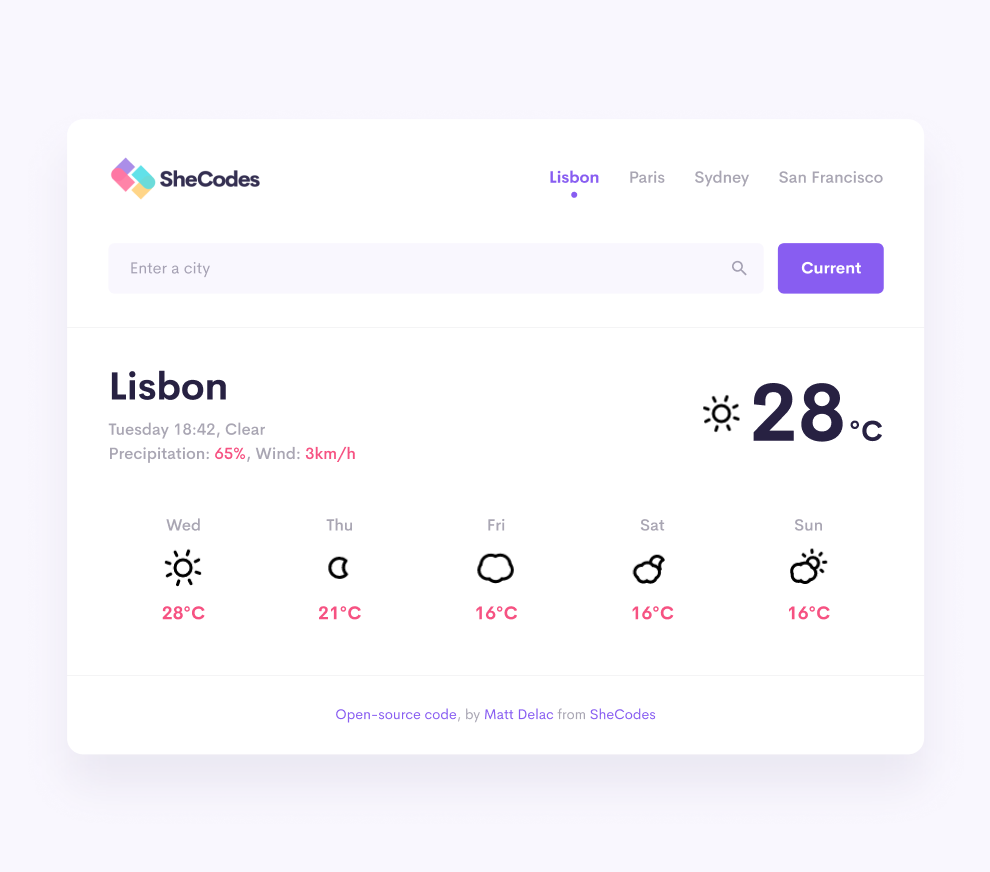 SheCodes
Lisbon Paris Sydney San Francisco
Enter a city
Current
Lisbon
Tuesday 18:42, Clear
Precipitation: 65%, Wind: 3km/h
28 °C
Wed Thu Fri Sat Sun
28°C 21°C 16°C 16°C 16°C
Open-source code, by Matt Delac from SheCodes